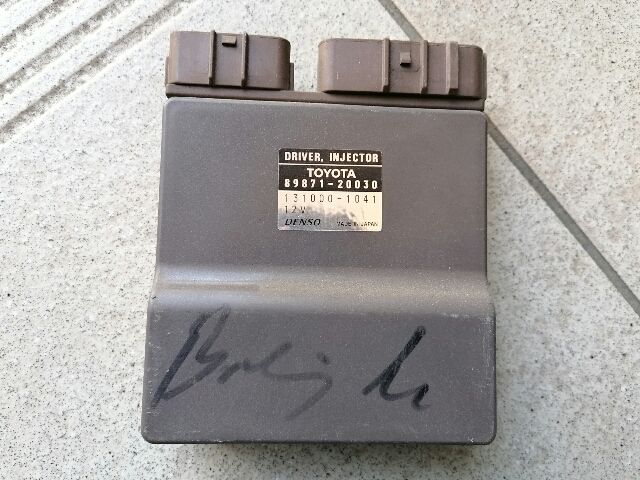 DRIVER, INJECTOR
TOYOTA
89871-20030
131000-1041
12V
DENSO MADE IN JAPAN